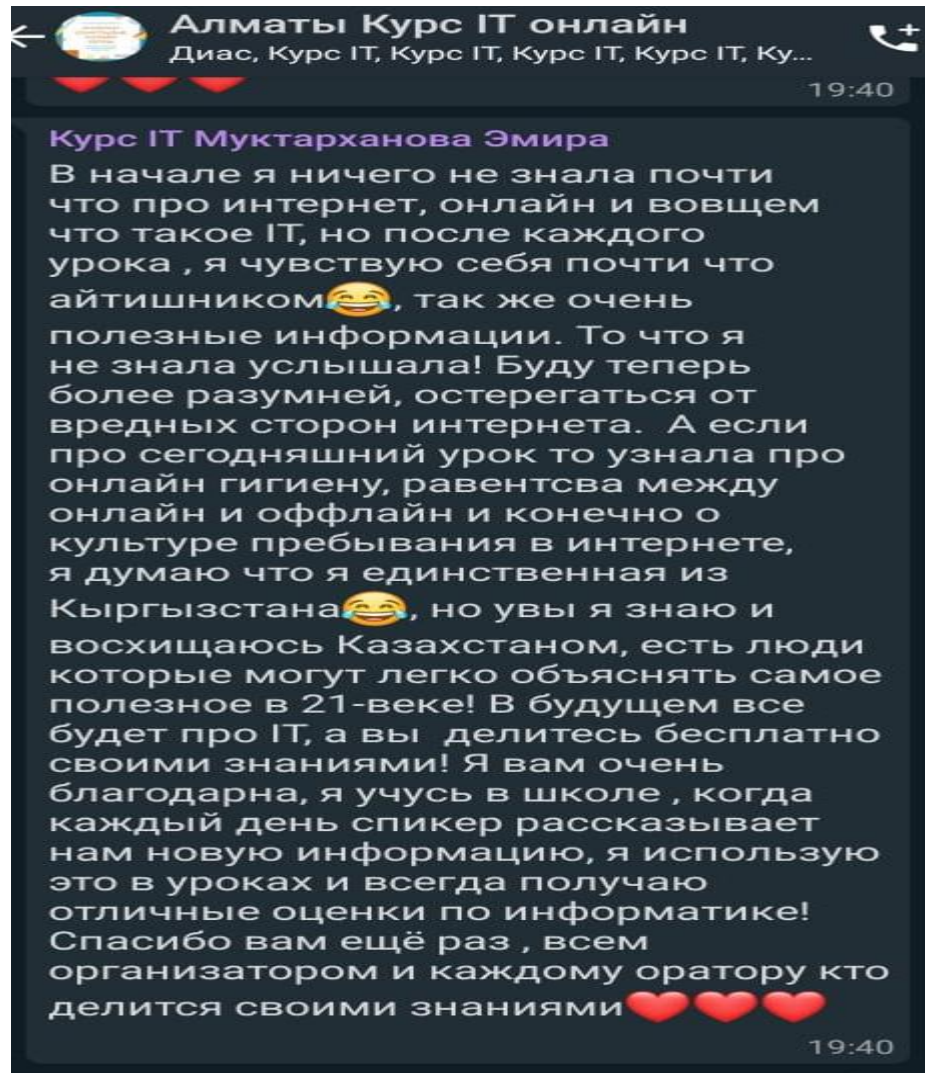 Алматы Курс IT онлайн
Диас, Курс IT, Курс IT, Курс IT, Курс IT, Ку...
❤️❤️❤️
19:40
Курс IT Муктарханова Эмира
В начале я ничего не знала почти
что про интернет, онлайн и вовщем
что такое IT, но после каждого
урока , я чувствую себя почти что
айтишником😂, так же очень
полезные информации. То что я
не знала услышала! Буду теперь
более разумней, остерегаться от
вредных сторон интернета.  А если
про сегодняшний урок то узнала про
онлайн гигиену, равентсва между
онлайн и оффлайн и конечно о
культуре пребывания в интернете,
я думаю что я единственная из
Кыргызстана😂, но увы я знаю и
восхищаюсь Казахстаном, есть люди
которые могут легко объяснять самое
полезное в 21-веке! В будущем все
будет про IT, а вы  делитесь бесплатно
своими знаниями! Я вам очень
благодарна, я учусь в школе , когда
каждый день спикер рассказывает
нам новую информацию, я использую
это в уроках и всегда получаю
отличные оценки по информатике!
Спасибо вам ещё раз , всем
организатором и каждому оратору кто
делится своими знаниями❤️❤️❤️
19:40